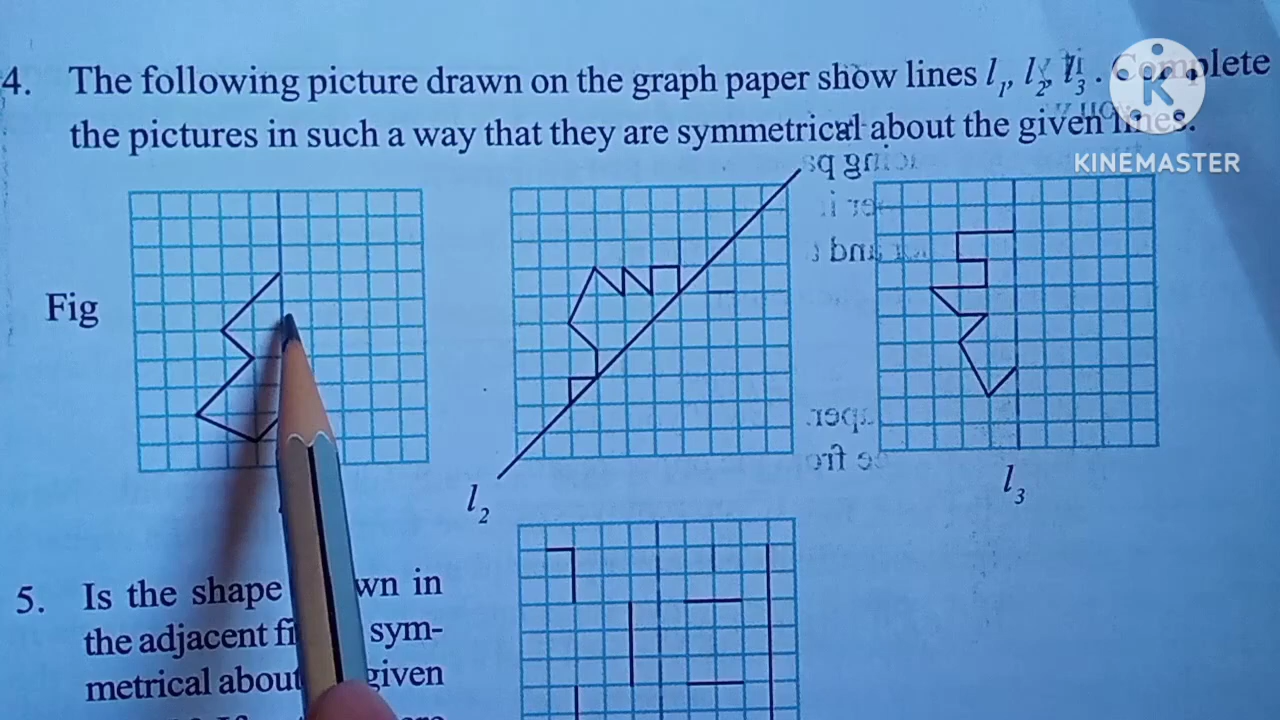 4. The following picture drawn on the graph paper show lines l₁, l₂, l₃. Complete
the pictures in such a way that they are symmetrical about the given lines.
KINEMASTER
Fig
l₂
l₃
5. Is the shape wn in
the adjacent fi sym-
metrical about given